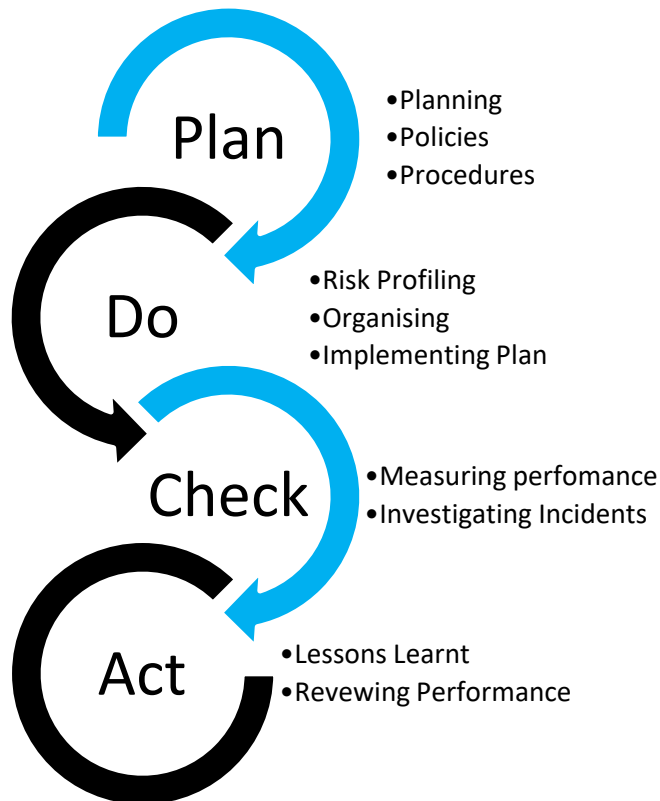 Plan
•Planning
•Policies
•Procedures
Do
•Risk Profiling
•Organising
•Implementing Plan
Check
•Measuring perfomance
•Investigating Incidents
Act
•Lessons Learnt
•Revewing Performance